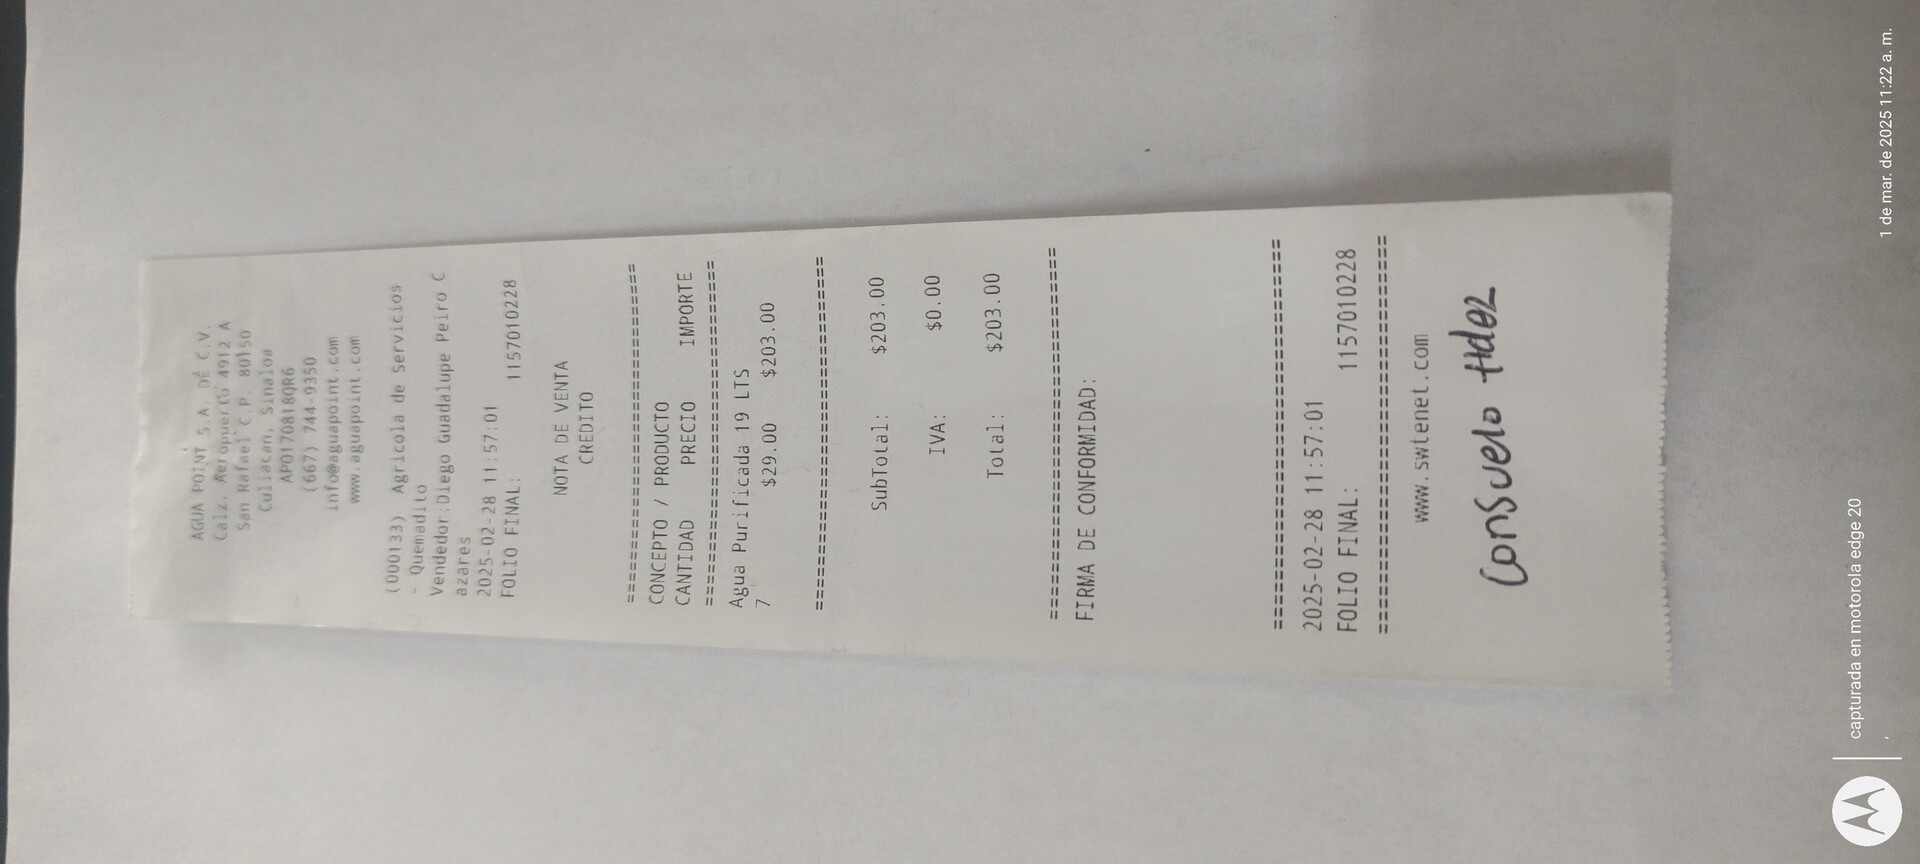 AGUA POINT S.A. DE C.V.
Calz. Aeropuerto 4912 A
San Rafael C.P. 80150
Culiacan, Sinaloa
APO170818QR6
(667) 744-9350
info@aguapoint.com
www.aguapoint.com
(000133) Agricola de Servicios
- Quemadito
Vendedor:Diego Guadalupe Peiro C
azares
2025-02-28 11:57:01
FOLIO FINAL: 1157010228
NOTA DE VENTA
CREDITO
================================
CONCEPTO / PRODUCTO
CANTIDAD PRECIO IMPORTE
================================
Agua Purificada 19 LTS
7 $29.00 $203.00
================================
SubTotal: $203.00
IVA: $0.00
Total: $203.00
================================
FIRMA DE CONFORMIDAD:
================================
2025-02-28 11:57:01
FOLIO FINAL: 1157010228
================================
www.swtenet.com
Consuelo Hdez
capturada en motorola edge 20
,
1 de mar. de 2025 11:22 a. m.